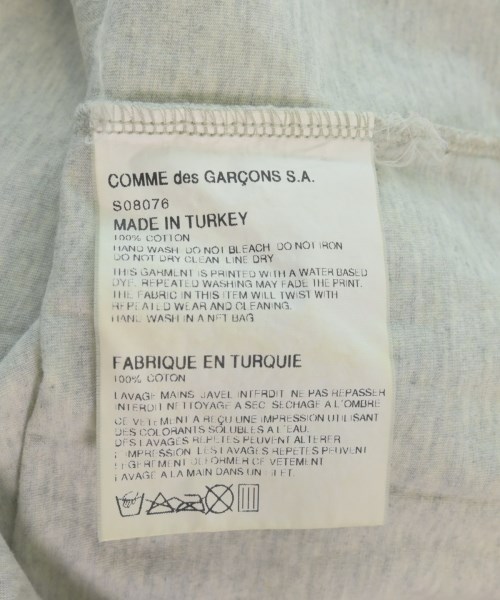 COMME des GARÇONS S.A.
S08076
MADE IN TURKEY
100% COTTON
HAND WASH DO NOT BLEACH DO NOT IRON
DO NOT DRY CLEAN LINE DRY
THIS GARMENT IS PRINTED WITH A WATER BASED
DYE. REPEATED WASHING MAY FADE THE PRINT.
THE FABRIC IN THIS ITEM WILL TWIST WITH
REPEATED WEAR AND CLEANING.
HAND WASH IN A NET BAG
FABRIQUE EN TURQUIE
100% COTON
LAVAGE MAINS JAVEL INTERDIT NE PAS REPASSER
INTERDIT NETTOYAGE A SEC SECHAGE A L'OMBRE
CE VETEMENT A REÇU UNE IMPRESSION UTILISANT
DES COLORANTS SOLUBLES A L'EAU.
DES LAVAGES REPETES PEUVENT ALTERER
L'IMPRESSION. LES LAVAGES REPETES PEUVENT
LEGEREMENT DEFORMER CE VETEMENT
LAVAGE A LA MAIN DANS UN FILET.